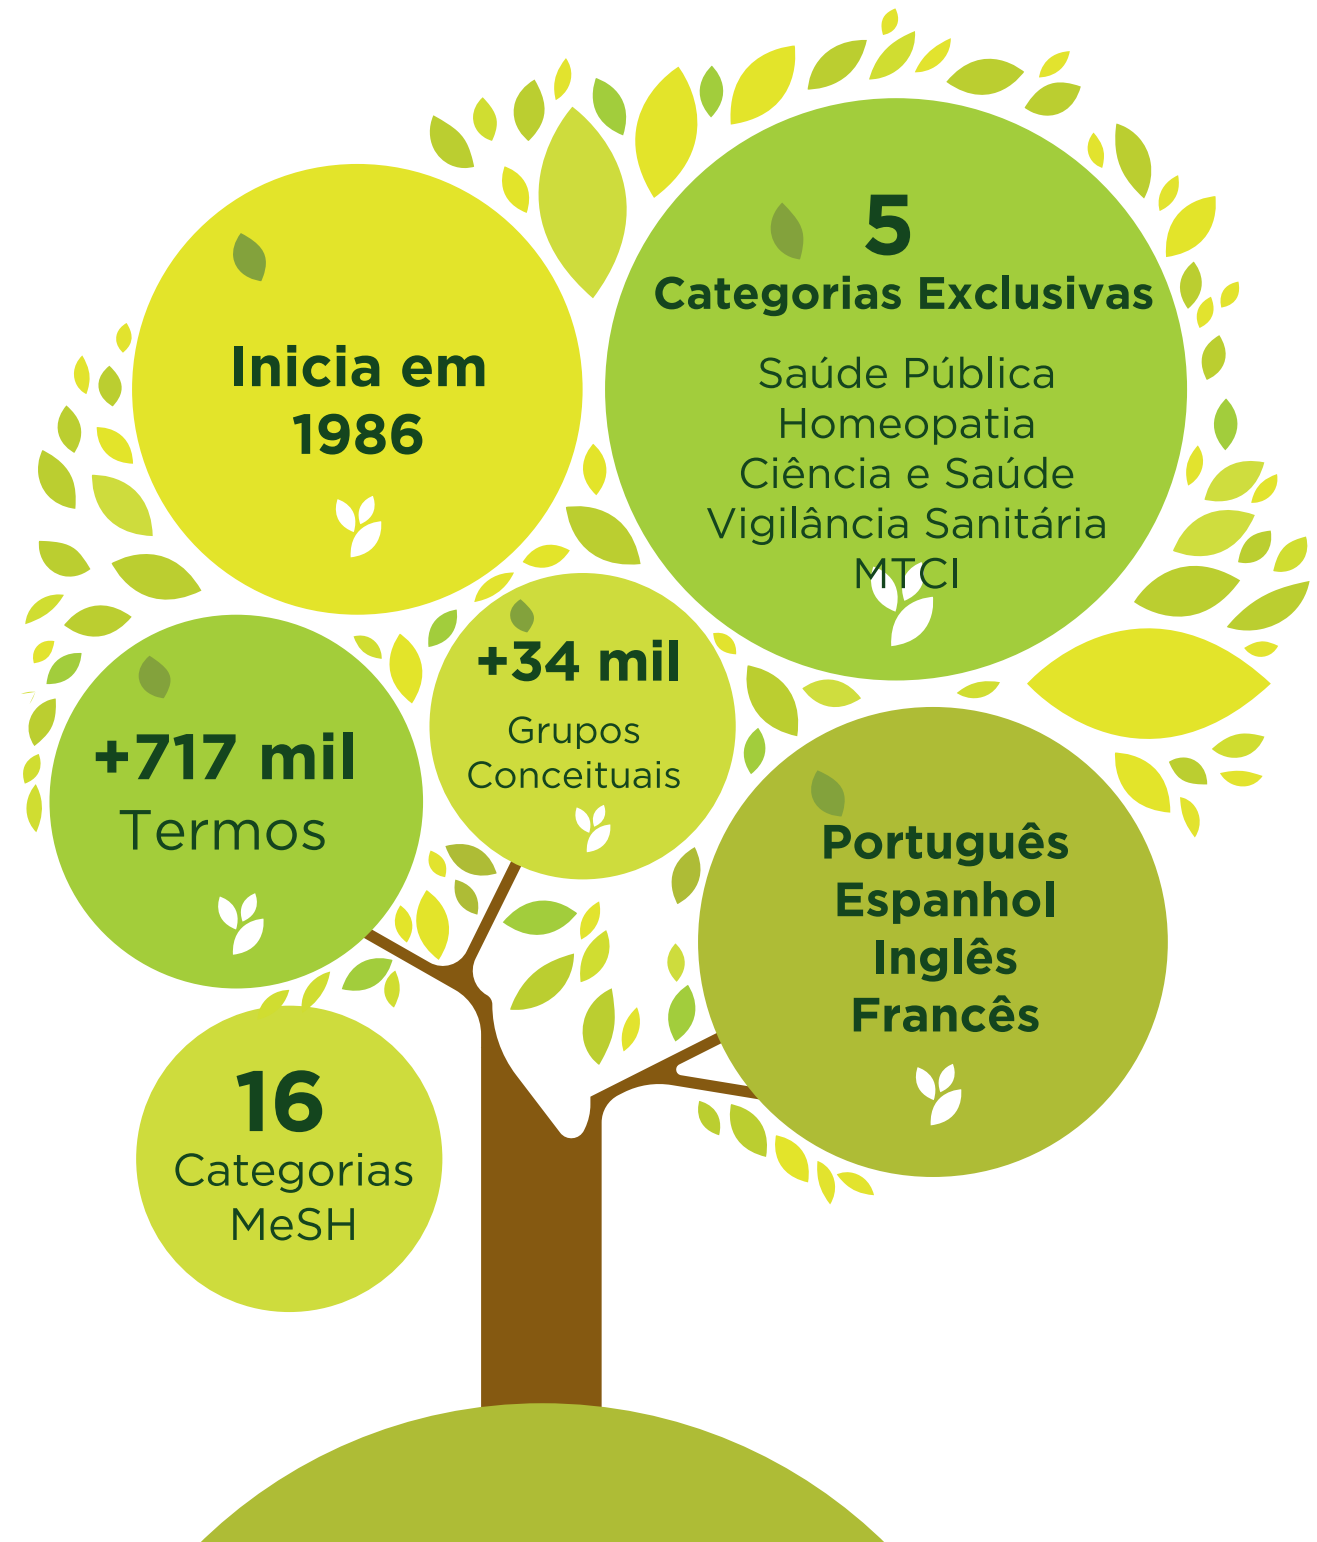 Inicia em
1986
5
Categorias Exclusivas
Saúde Pública
Homeopatia
Ciência e Saúde
Vigilância Sanitária
MTCI
+34 mil
Grupos
Conceituais
+717 mil
Termos
Português
Espanhol
Inglês
Francês
16
Categorias
MeSH